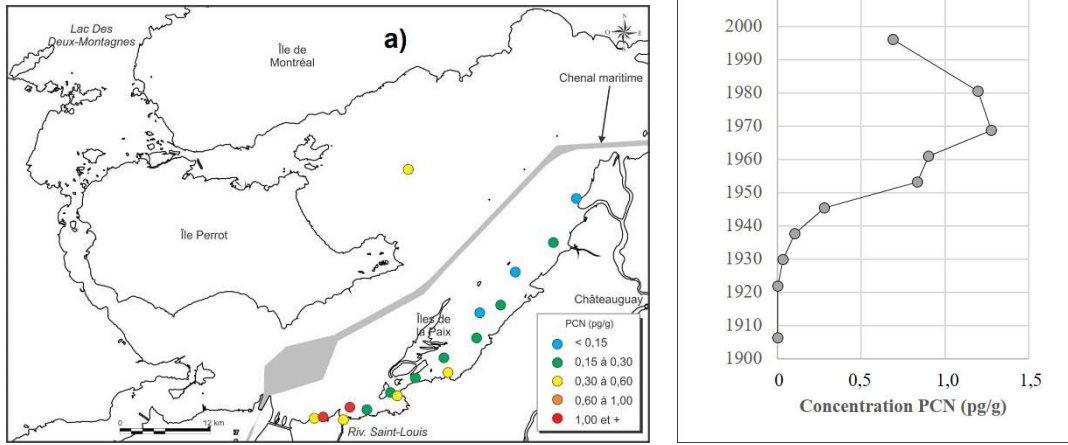 Lac Des
Deux-Montagnes
Île de
Montréal
a)
N
O
E
S
Chenal maritime
Île Perrot
Châteauguay
Îles de
la Paix
PCN (pg/g)
< 0,15
0,15 à 0,30
0,30 à 0,60
0,60 à 1,00
1,00 et +
0
12 km
Riv. Saint-Louis
2000
1990
1980
1970
1960
1950
1940
1930
1920
1910
1900
0
0,5
1,0
1,5
Concentration PCN (pg/g)